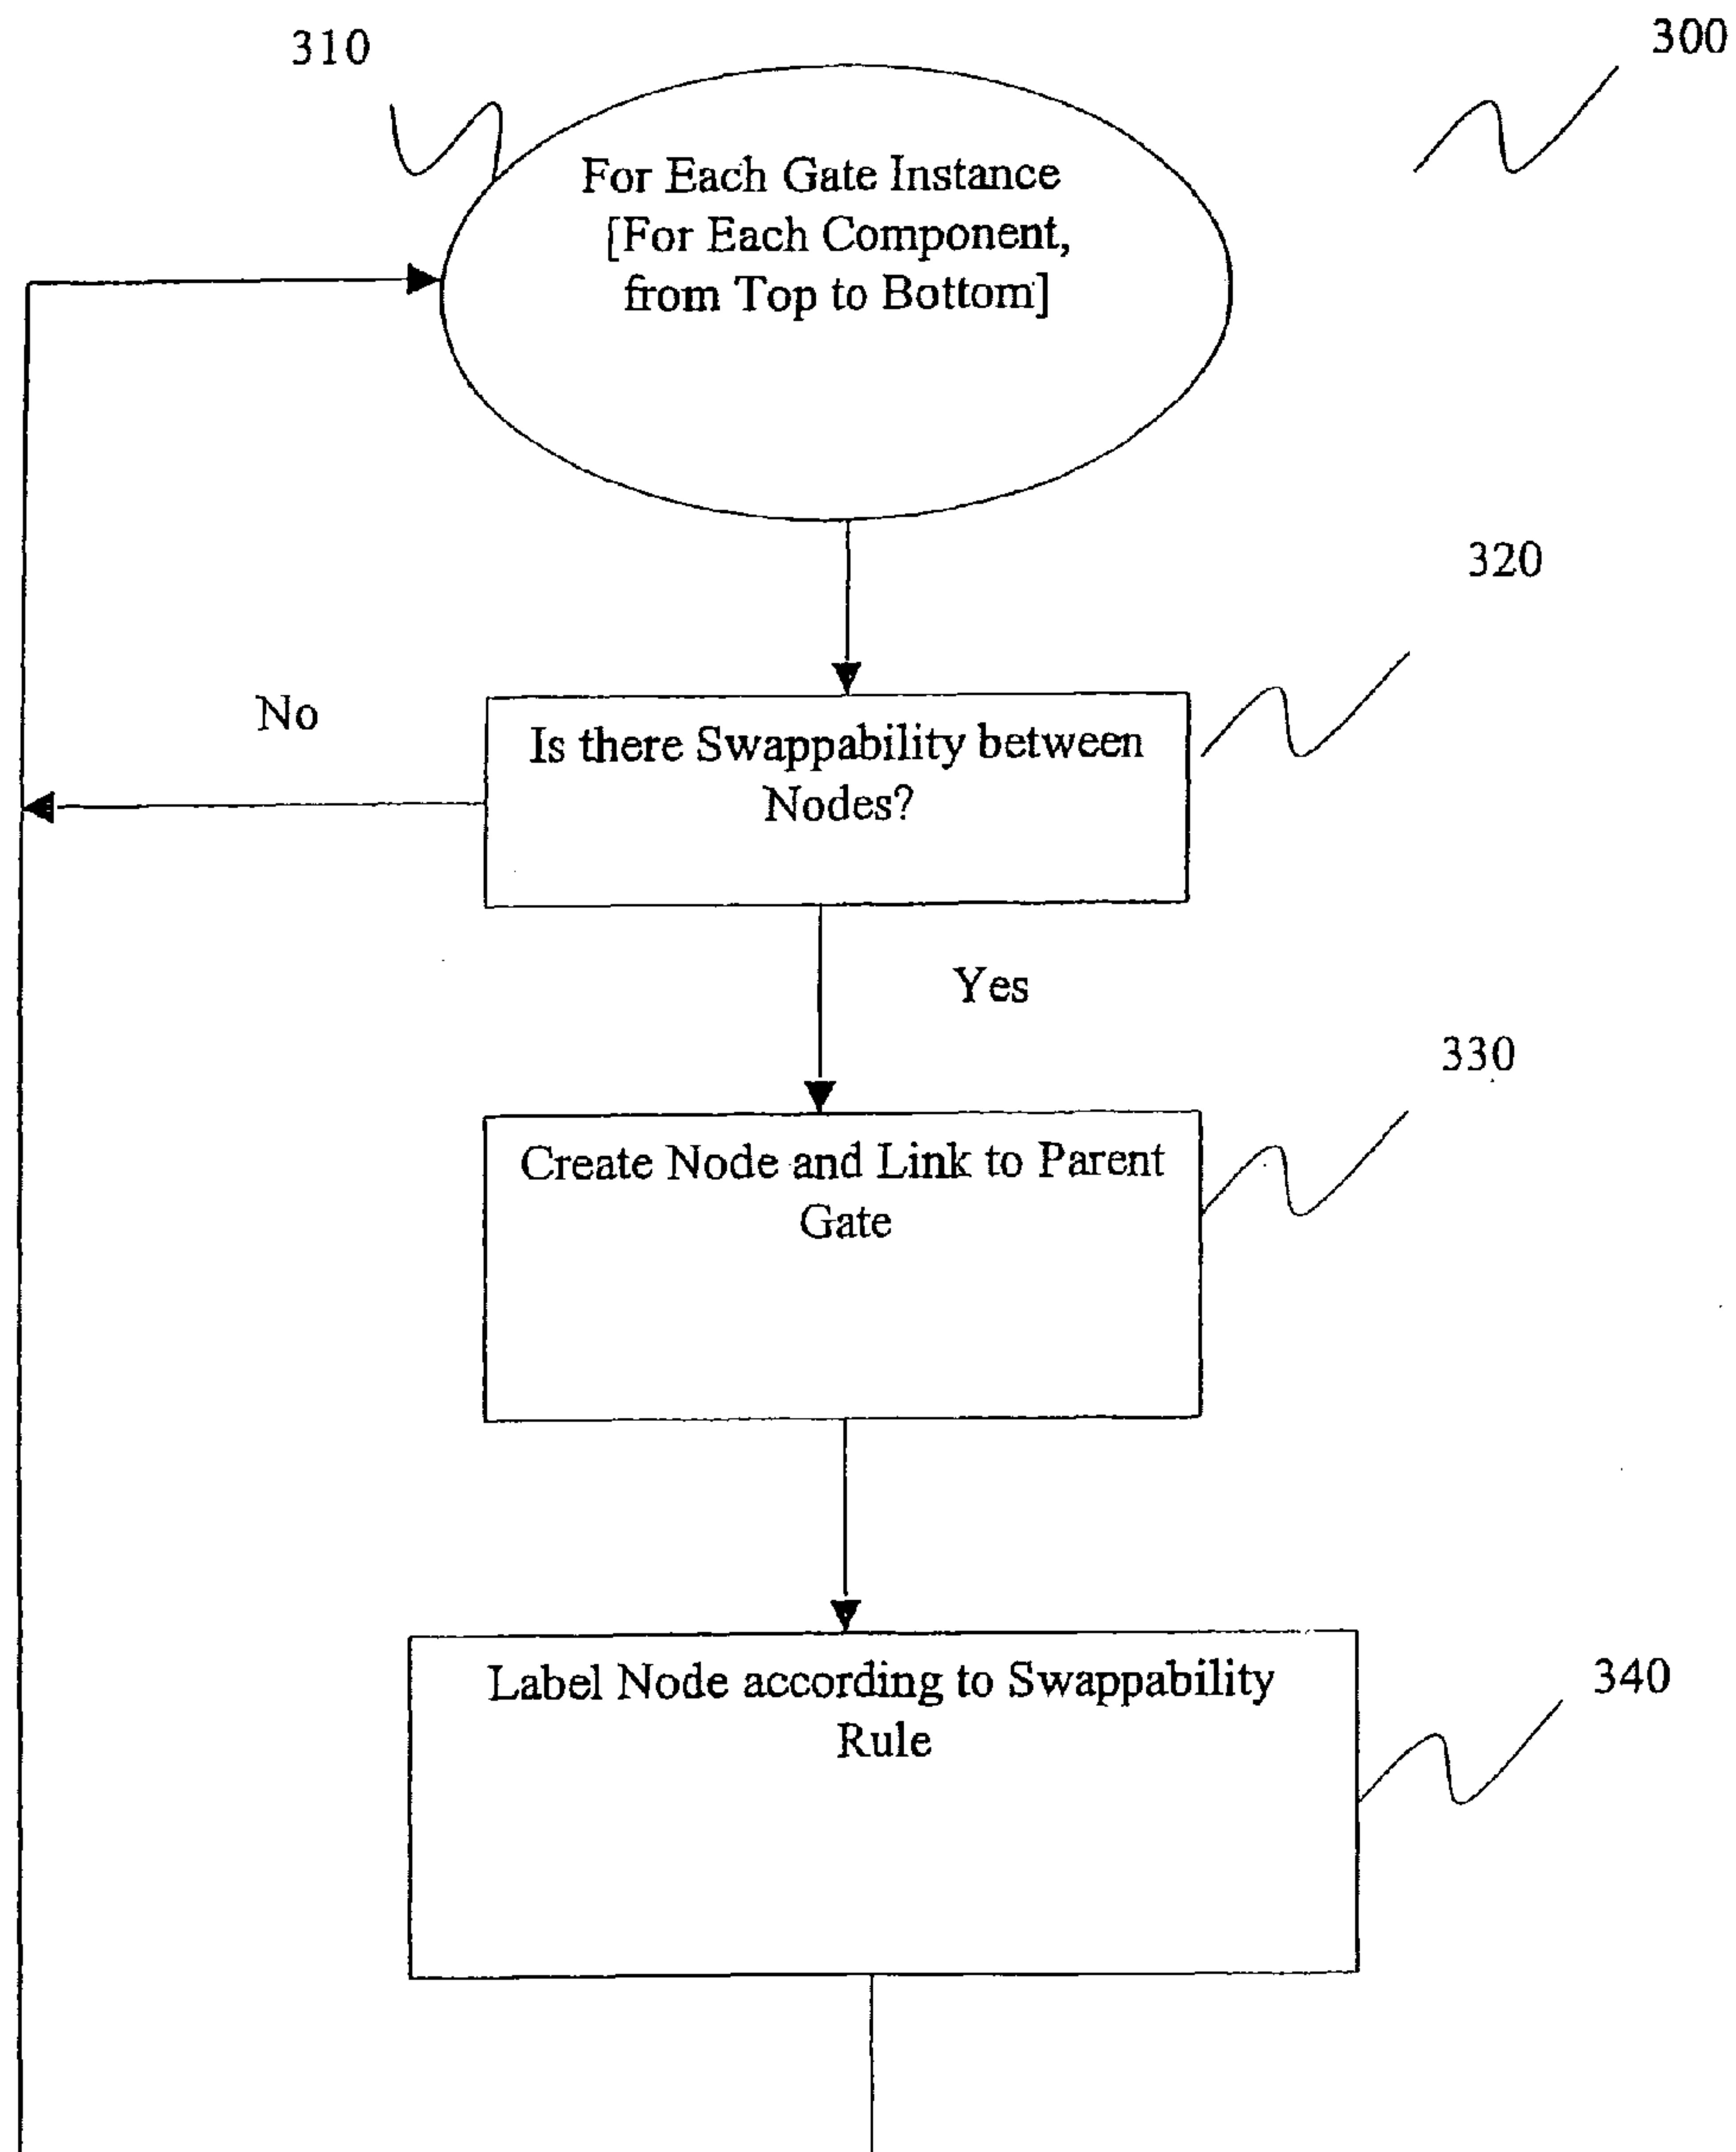 310
300
For Each Gate Instance
[For Each Component,
from Top to Bottom]
320
No
Is there Swappability between
Nodes?
Yes
330
Create Node and Link to Parent
Gate
340
Label Node according to Swappability
Rule